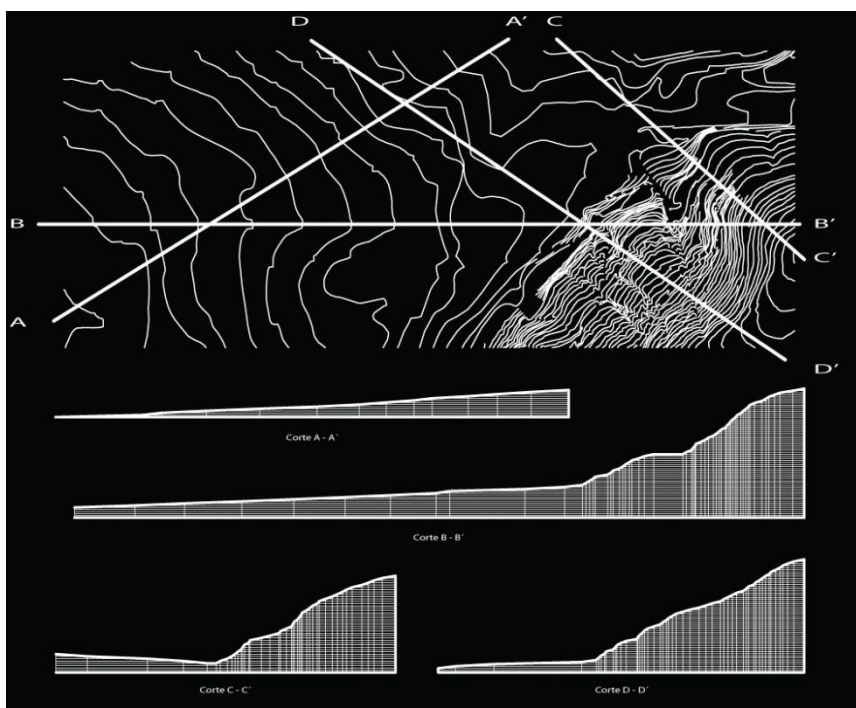 D A' C
B B'
C'
A
D'
Corte A - A´
Corte B - B´
Corte C - C´ Corte D - D´